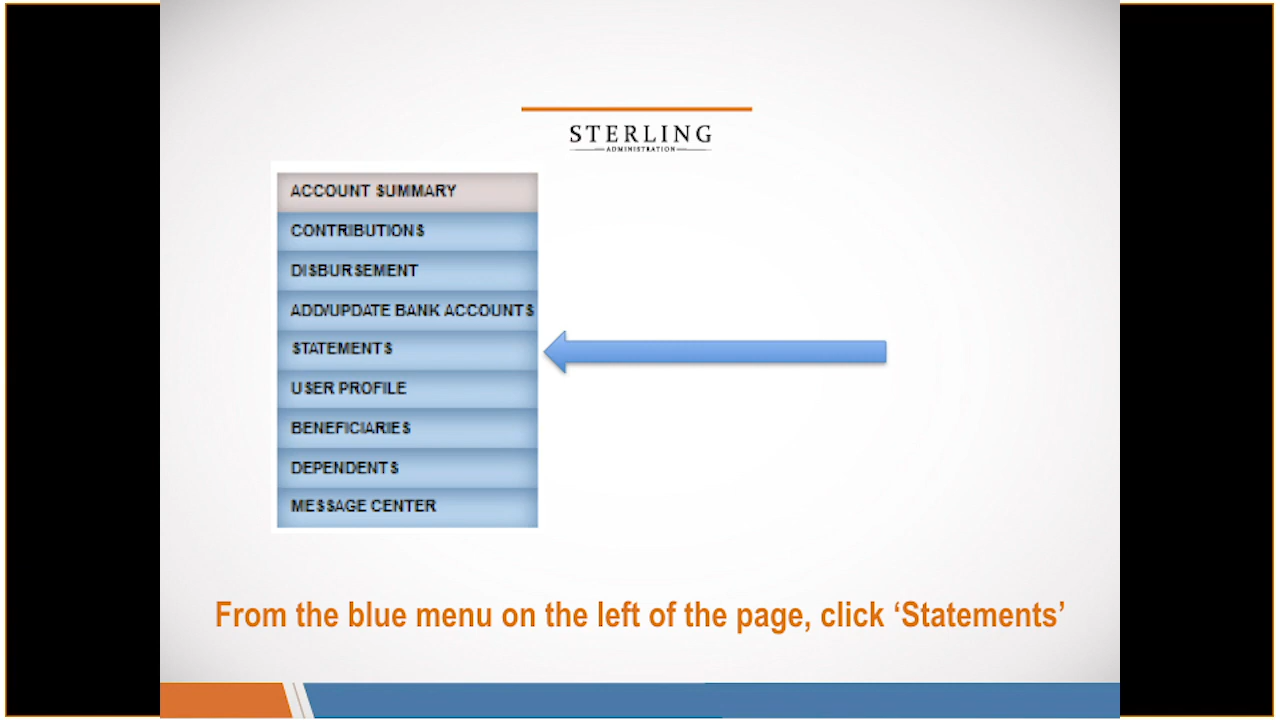 STERLING
ADMINISTRATION
ACCOUNT SUMMARY
CONTRIBUTIONS
DISBURSEMENT
ADD/UPDATE BANK ACCOUNTS
STATEMENTS
USER PROFILE
BENEFICIARIES
DEPENDENTS
MESSAGE CENTER
From the blue menu on the left of the page, click ‘Statements’